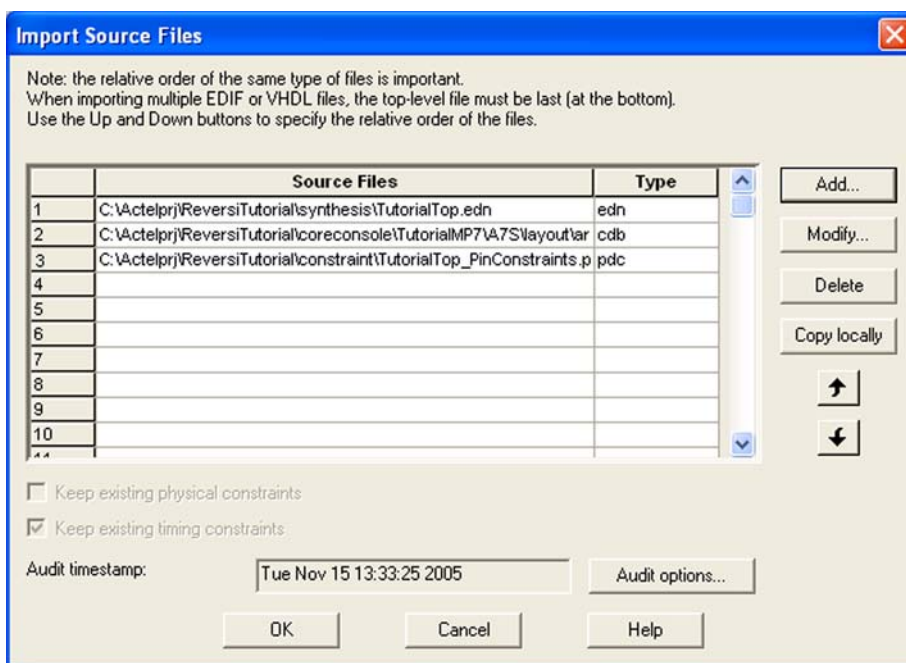 Import Source Files
Note: the relative order of the same type of files is important.
When importing multiple EDIF or VHDL files, the top-level file must be last (at the bottom).
Use the Up and Down buttons to specify the relative order of the files.
Source Files Type
Add...
1 C:\Actelprj\ReversiTutorial\synthesis\TutorialTop.edn edn
2 C:\Actelprj\ReversiTutorial\coreconsole\TutorialMP7\A7S\layout\ar cdb
Modify...
3 C:\Actelprj\ReversiTutorial\constraint\TutorialTop_PinConstraints.p pdc
4
Delete
5
6
Copy locally
7
8
9
10
11
Keep existing physical constraints
Keep existing timing constraints
Audit timestamp: Tue Nov 15 13:33:25 2005 Audit options...
OK Cancel Help